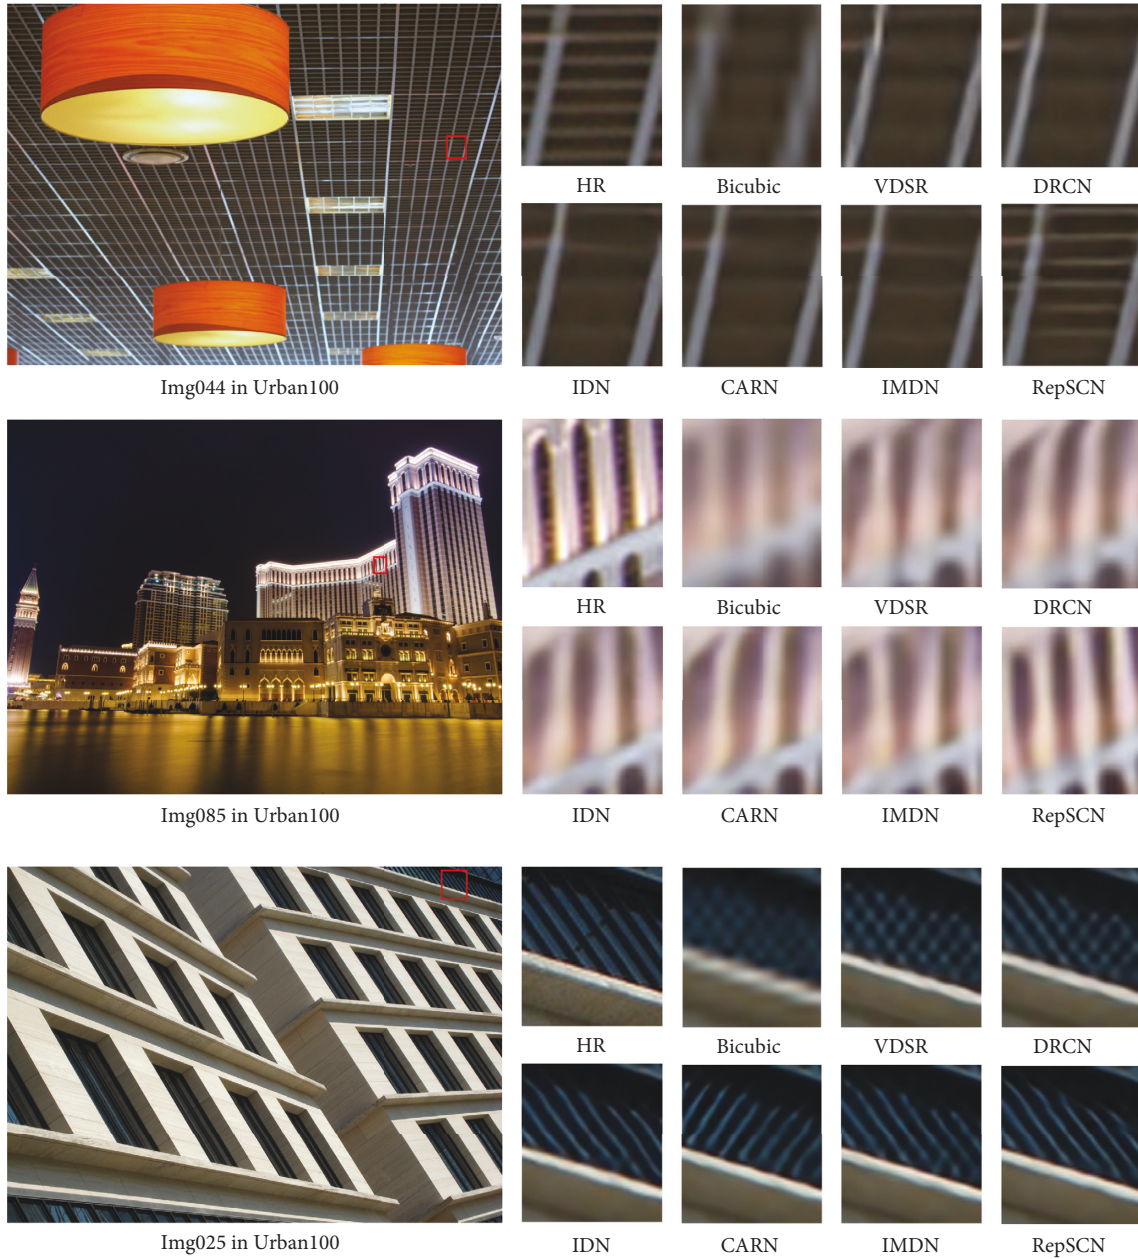 HR Bicubic VDSR DRCN
IDN CARN IMDN RepSCN
Img044 in Urban100
HR Bicubic VDSR DRCN
IDN CARN IMDN RepSCN
Img085 in Urban100
HR Bicubic VDSR DRCN
IDN CARN IMDN RepSCN
Img025 in Urban100